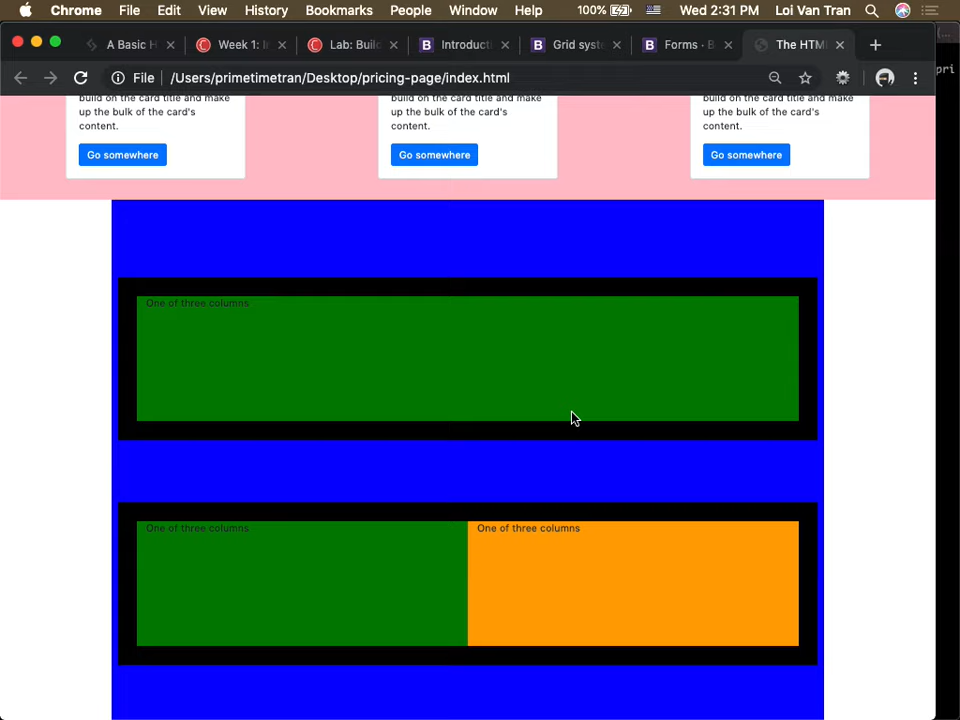 Chrome File Edit View History Bookmarks People Window Help 100% Wed 2:31 PM Loi Van Tran
A Basic H Week 1: I Lab: Buil B Introducti B Grid syst B Forms · B The HTM
File /Users/primetimetran/Desktop/pricing-page/index.html
pri
build on the card title and make build on the card title and make build on the card title and make
up the bulk of the card's up the bulk of the card's up the bulk of the card's
content. content. content.
Go somewhere Go somewhere Go somewhere
One of three columns
One of three columns One of three columns